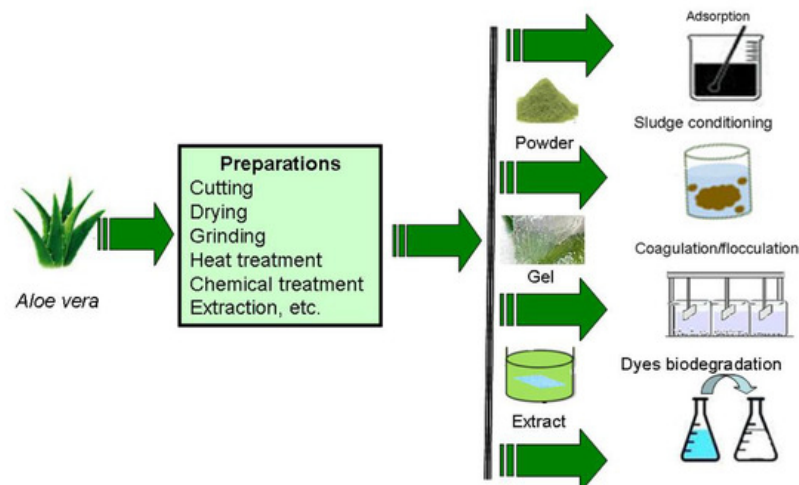 Aloe vera
Preparations
Cutting
Drying
Grinding
Heat treatment
Chemical treatment
Extraction, etc.
Powder
Gel
Extract
Adsorption
Sludge conditioning
Coagulation/flocculation
Dyes biodegradation